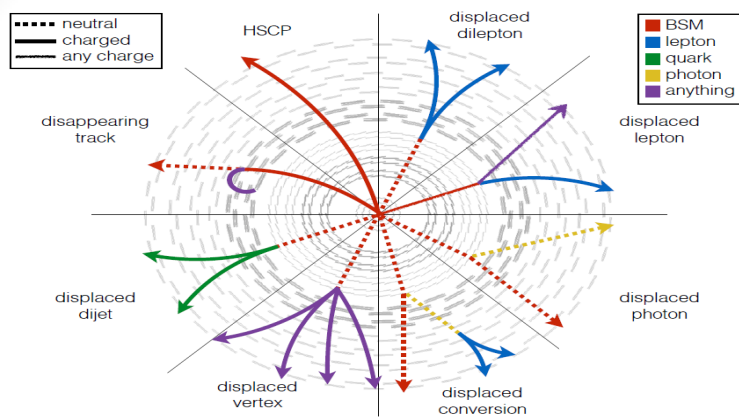 neutral
charged
any charge
HSCP
displaced
dilepton
BSM
lepton
quark
photon
anything
disappearing
track
displaced
lepton
displaced
dijet
displaced
photon
displaced
vertex
displaced
conversion